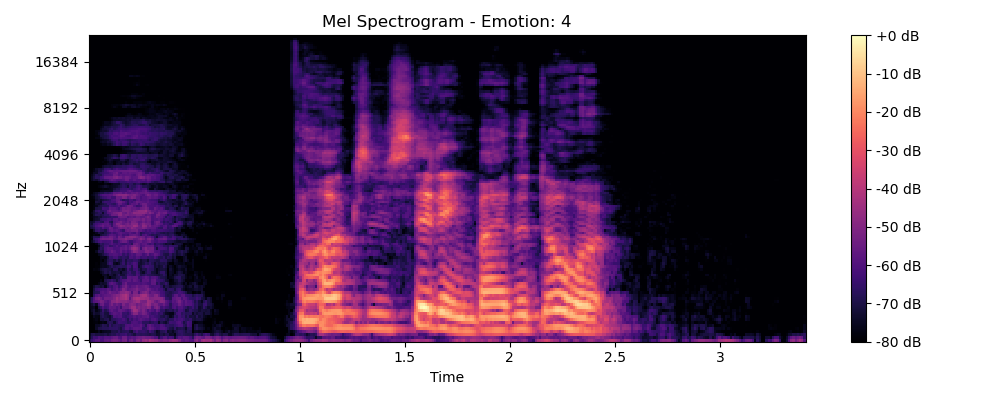 Mel Spectrogram - Emotion: 4
Hz
16384
8192
4096
2048
1024
512
0
0 0.5 1 1.5 2 2.5 3
Time
+0 dB
-10 dB
-20 dB
-30 dB
-40 dB
-50 dB
-60 dB
-70 dB
-80 dB